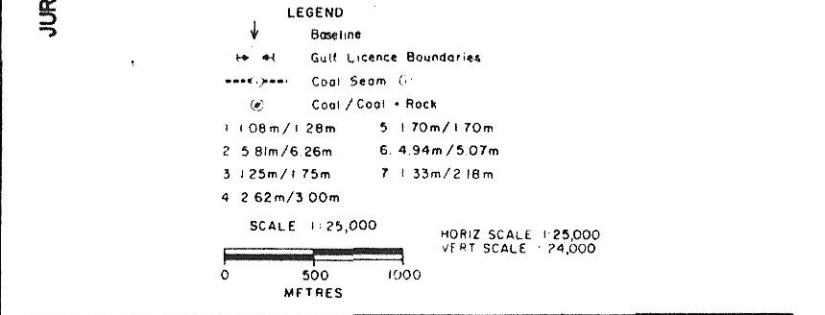 JUR
LEGEND
Baseline
Gulf Licence Boundaries
Coal Seam
Coal / Coal + Rock
1 1.08m/1.28m 5 1.70m/1.70m
2 5.81m/6.26m 6. 4.94m/5.07m
3 1.25m/1.75m 7 1.33m/2.18m
4 2.62m/3.00m
SCALE 1:25,000
HORIZ SCALE 1:25,000
VERT SCALE : 24,000
0 500 1000
METRES